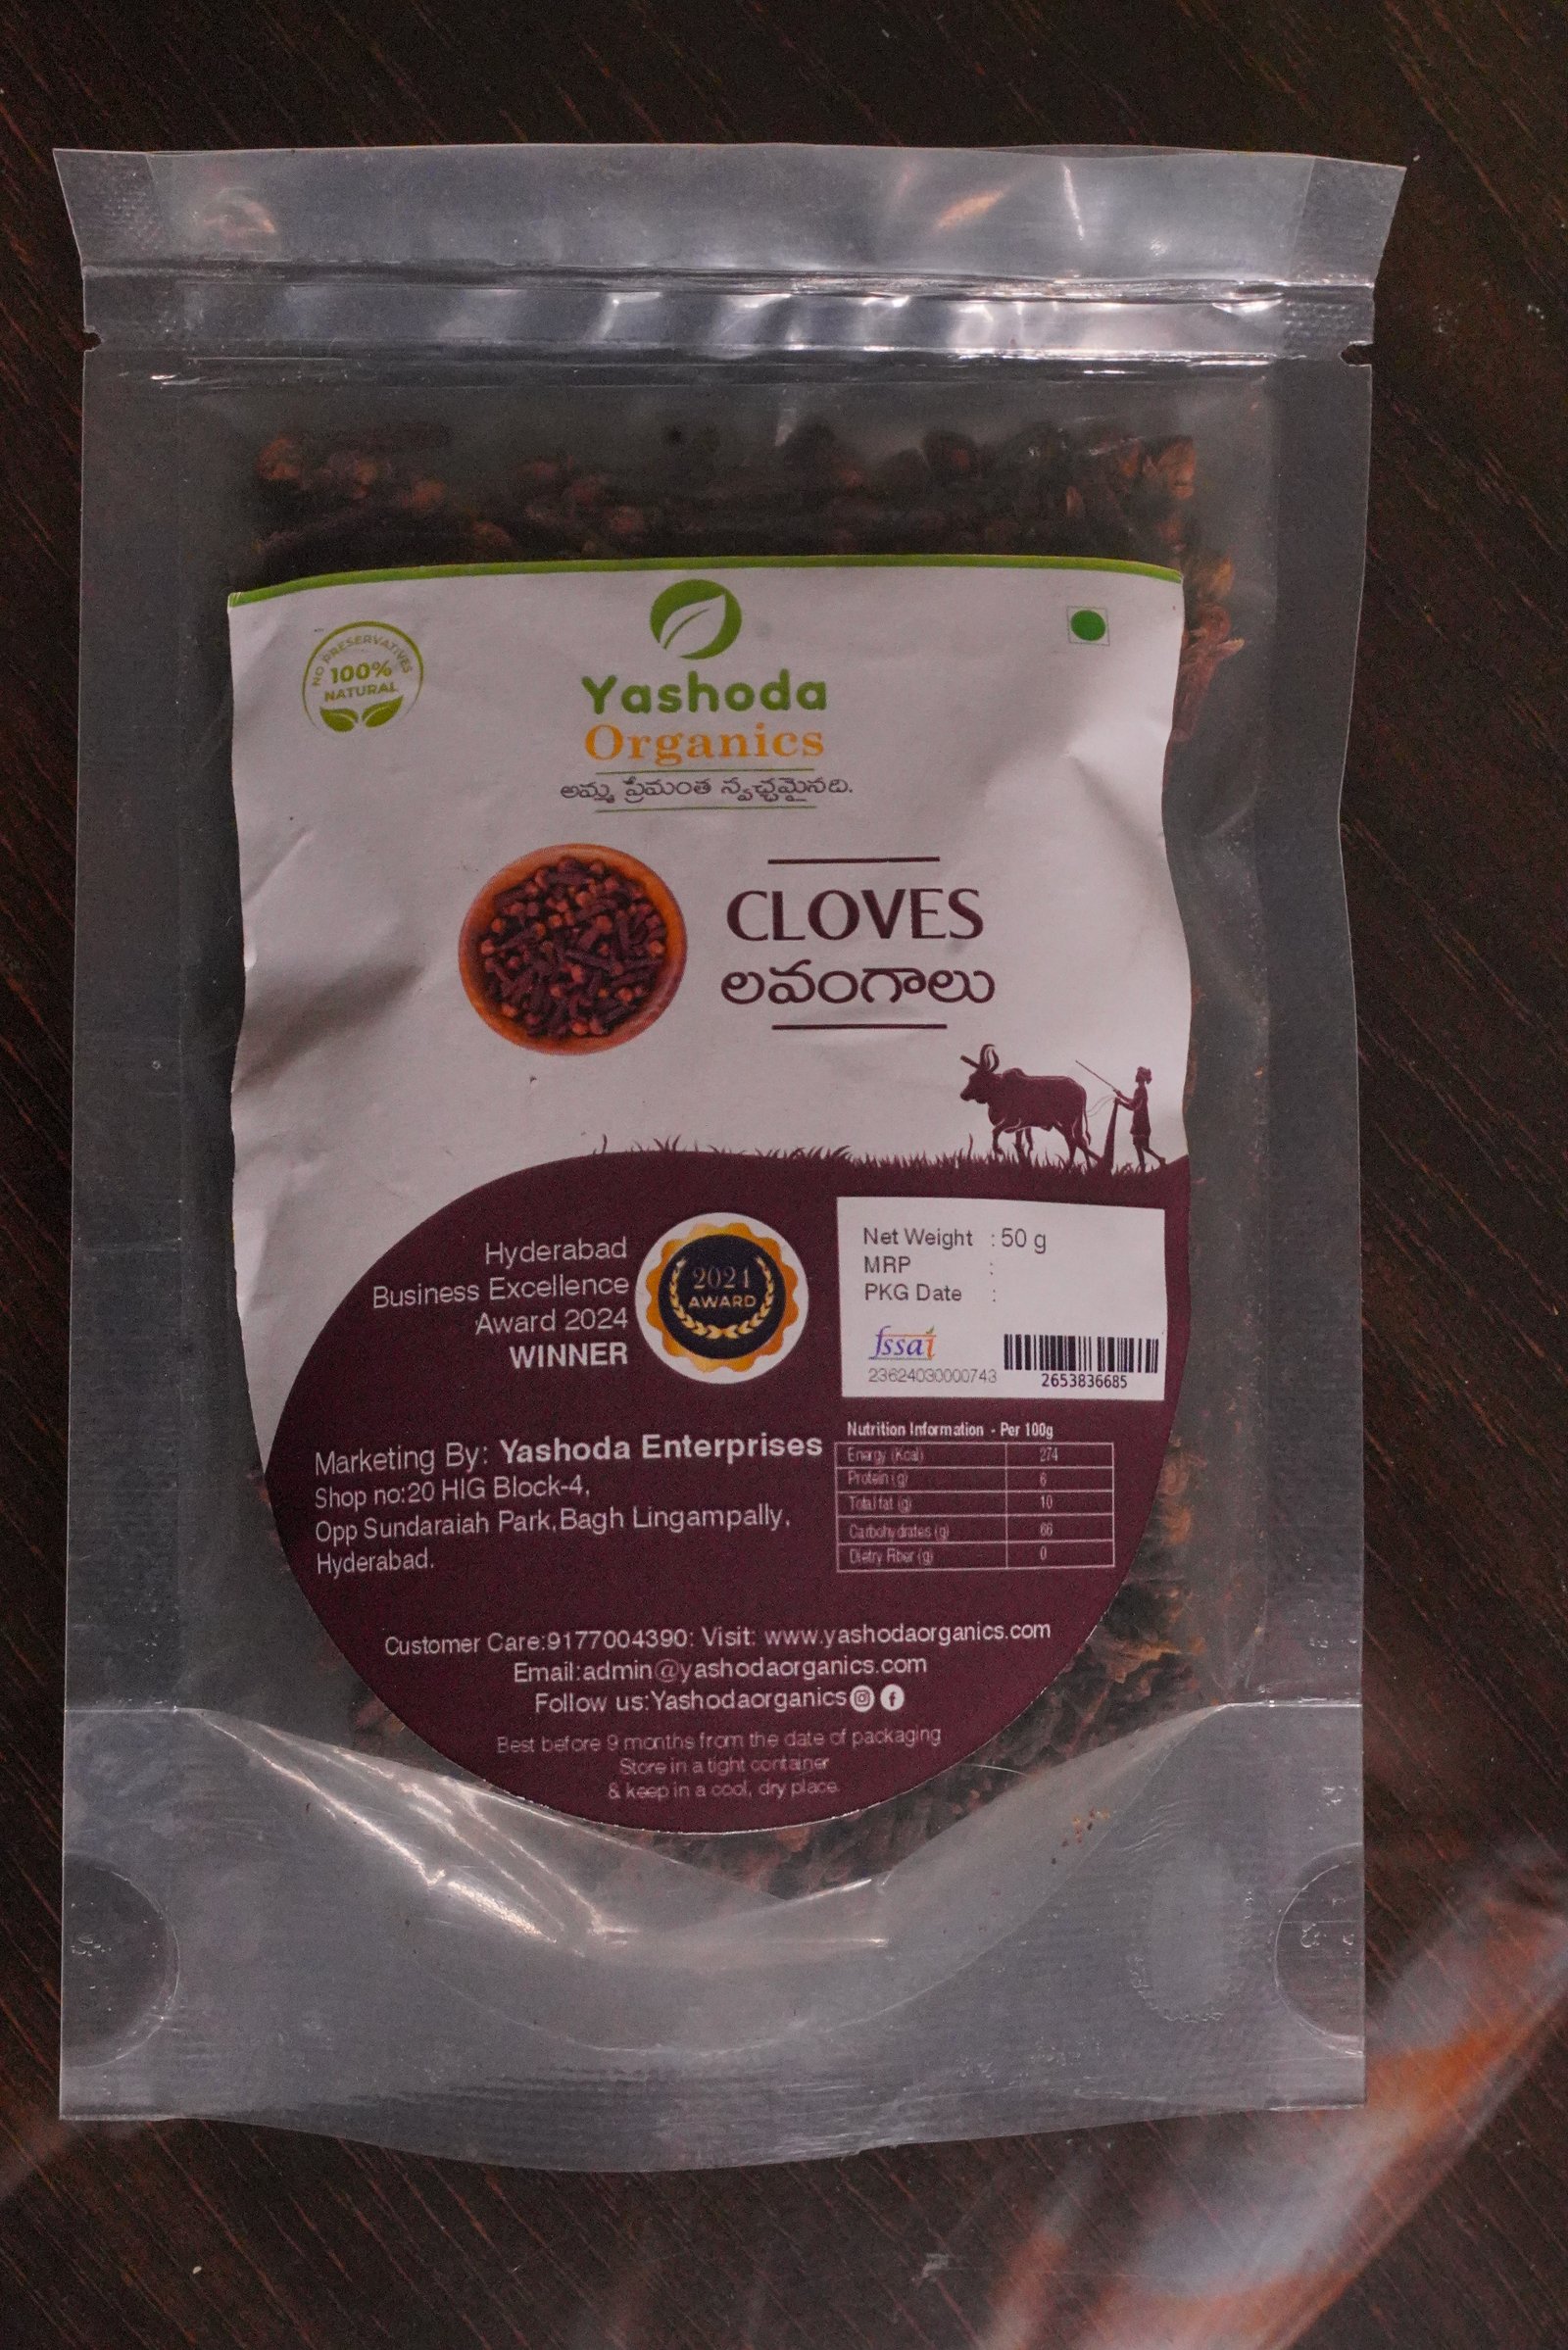 NO PRESERVATIVES
100%
NATURAL
Yashoda
Organics
అమ్మ ప్రేమంత స్వచ్ఛమైనది.
CLOVES
లవంగాలు
Hyderabad
Business Excellence
Award 2024
WINNER
2021
AWARD
Net Weight : 50 g
MRP :
PKG Date :
fssai
23624030000743
2653836685
Marketing By: Yashoda Enterprises
Shop no:20 HIG Block-4,
Opp Sundaraiah Park,Bagh Lingampally,
Hyderabad.
Nutrition Information - Per 100g
Energy (Kcal) 274
Protein (g) 6
Total fat (g) 10
Carbohydrates (g) 66
Dietry Fiber (g) 0
Customer Care:9177004390: Visit: www.yashodaorganics.com
Email:admin@yashodaorganics.com
Follow us:Yashodaorganics
Best before 9 months from the date of packaging
Store in a tight container
& keep in a cool, dry place.